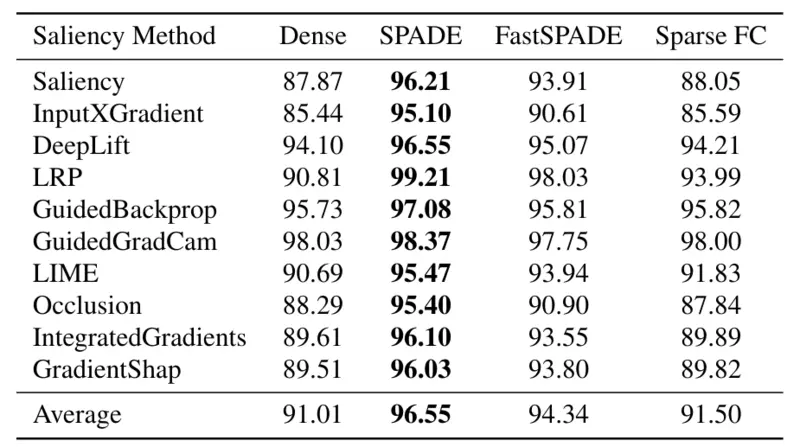 Saliency Method Dense SPADE FastSPADE Sparse FC
Saliency 87.87 96.21 93.91 88.05
InputXGradient 85.44 95.10 90.61 85.59
DeepLift 94.10 96.55 95.07 94.21
LRP 90.81 99.21 98.03 93.99
GuidedBackprop 95.73 97.08 95.81 95.82
GuidedGradCam 98.03 98.37 97.75 98.00
LIME 90.69 95.47 93.94 91.83
Occlusion 88.29 95.40 90.90 87.84
IntegratedGradients 89.61 96.10 93.55 89.89
GradientShap 89.51 96.03 93.80 89.82
Average 91.01 96.55 94.34 91.50